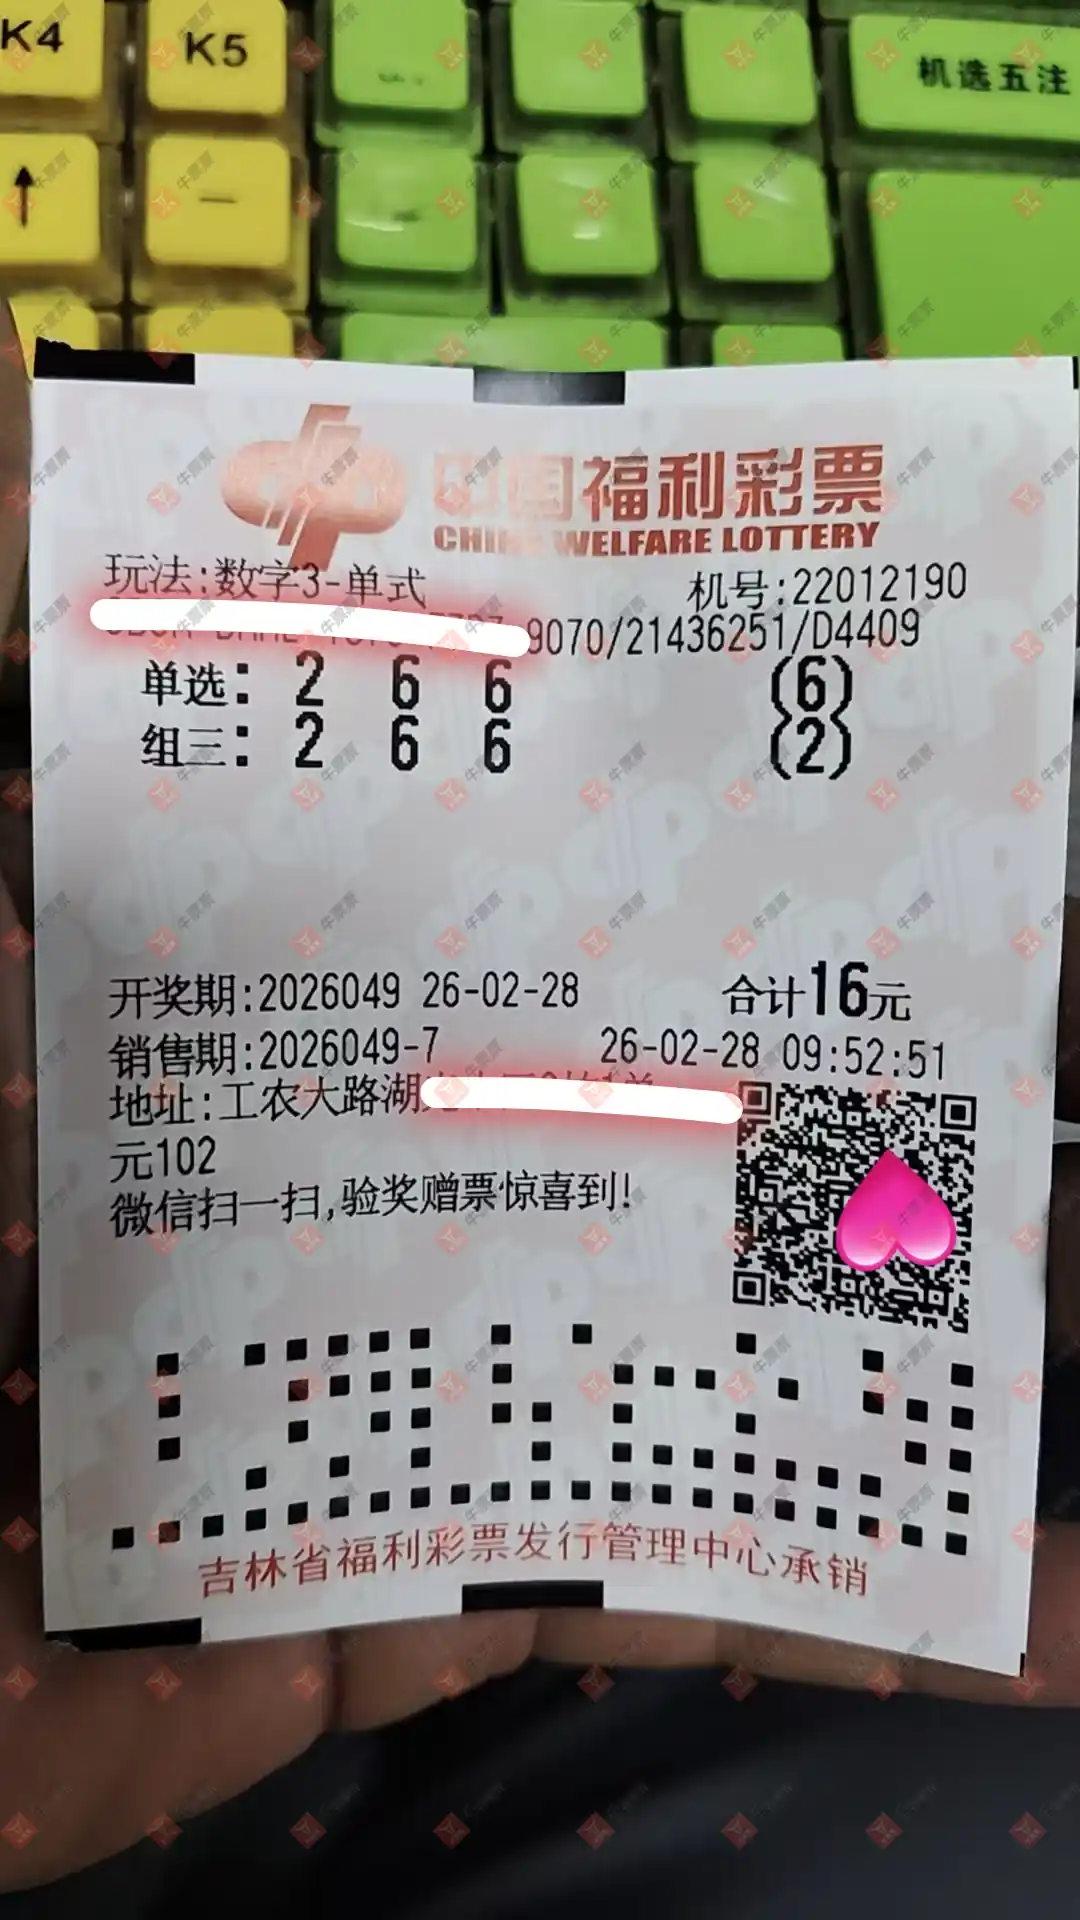 K4
K5
机选五注
↑
—
中国福利彩票
CHINA WELFARE LOTTERY
玩法:数字3-单式
机号:22012190
9070/21436251/D4409
单选: 2 6 6 (6)
组三: 2 6 6 (2)
开奖期:2026049 26-02-28 合计16元
销售期:2026049-7 26-02-28 09:52:51
地址:工农大路湖
元102
微信扫一扫,验奖赠票惊喜到!
吉林省福利彩票发行管理中心承销
牛票票